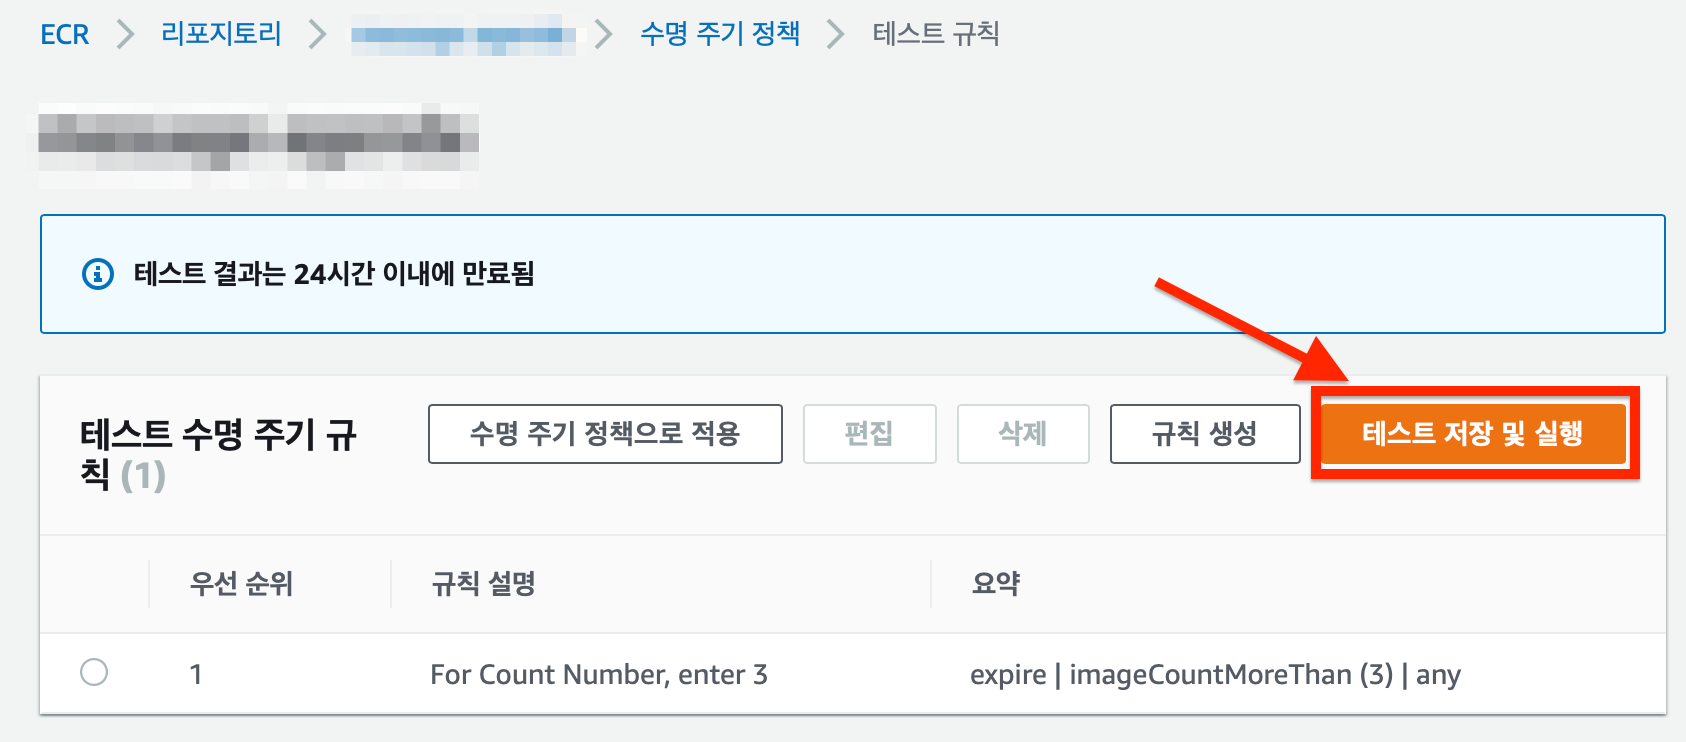 ECR 리포지토리 수명 주기 정책 테스트 규칙
테스트 결과는 24시간 이내에 만료됨
테스트 수명 주기 규
칙 (1)
수명 주기 정책으로 적용 편집 삭제 규칙 생성 테스트 저장 및 실행
우선 순위 규칙 설명 요약
1 For Count Number, enter 3 expire | imageCountMoreThan (3) | any